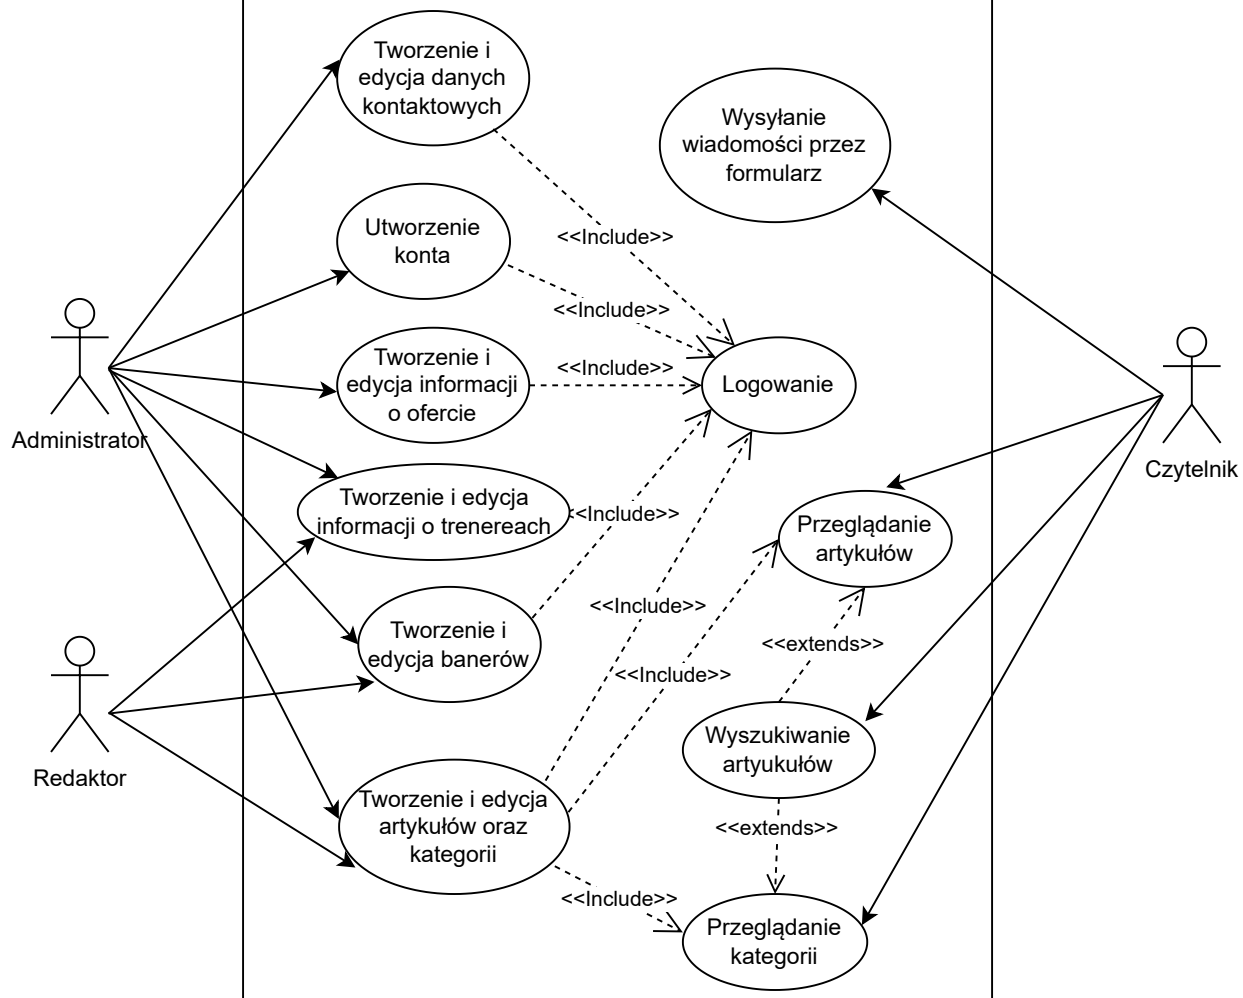 Tworzenie i
edycja danych
kontaktowych
Wysyłanie
wiadomości przez
formularz
Utworzenie
konta
<<Include>>
<<Include>>
Tworzenie i
edycja informacji
o ofercie
<<Include>>
Logowanie
Administrator
Czytelnik
Tworzenie i edycja
informacji o trenereach
<<Include>>
Przeglądanie
artykułów
Tworzenie i
edycja banerów
<<Include>>
<<extends>>
<<Include>>
Redaktor
Wyszukiwanie
artyukułów
Tworzenie i edycja
artykułów oraz
kategorii
<<extends>>
<<Include>>
Przeglądanie
kategorii